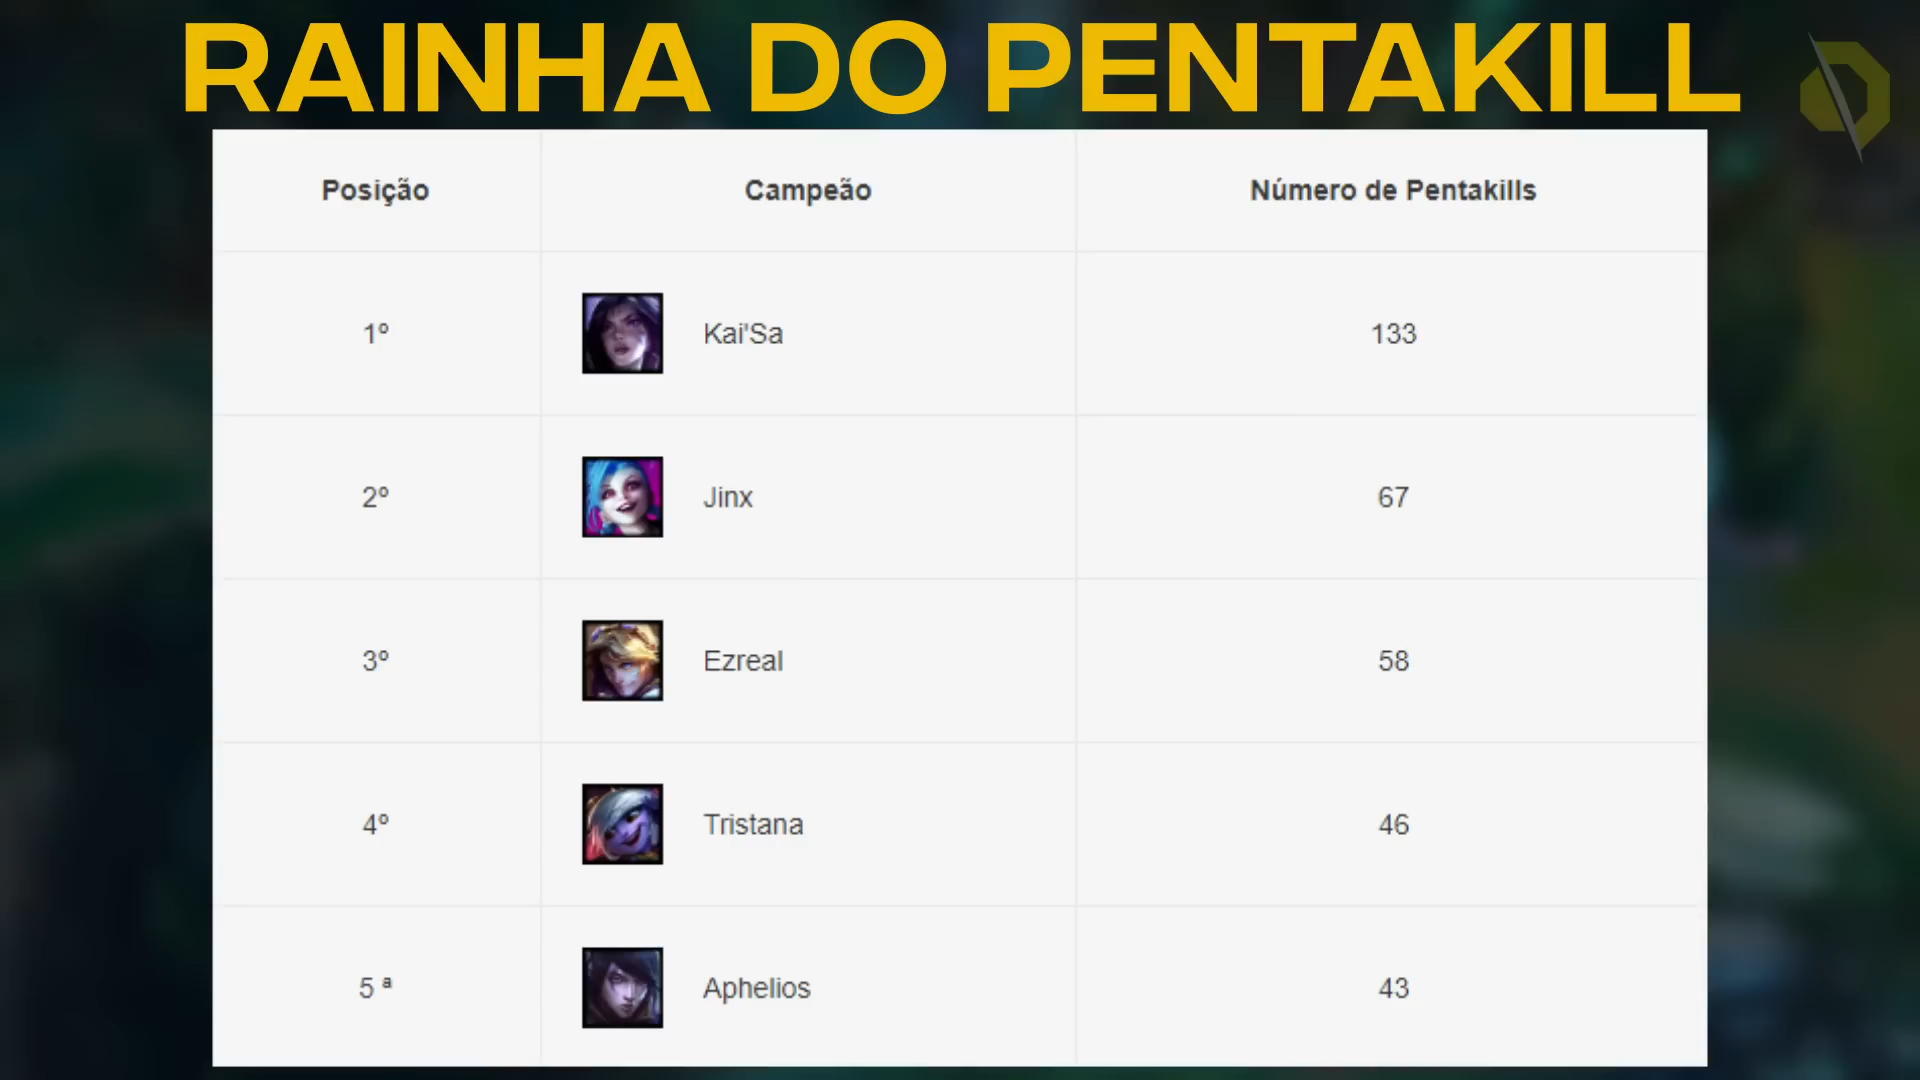 RAINHA DO PENTAKILL
Posição Campeão Número de Pentakills
1º Kai'Sa 133
2º Jinx 67
3º Ezreal 58
4º Tristana 46
5 ª Aphelios 43